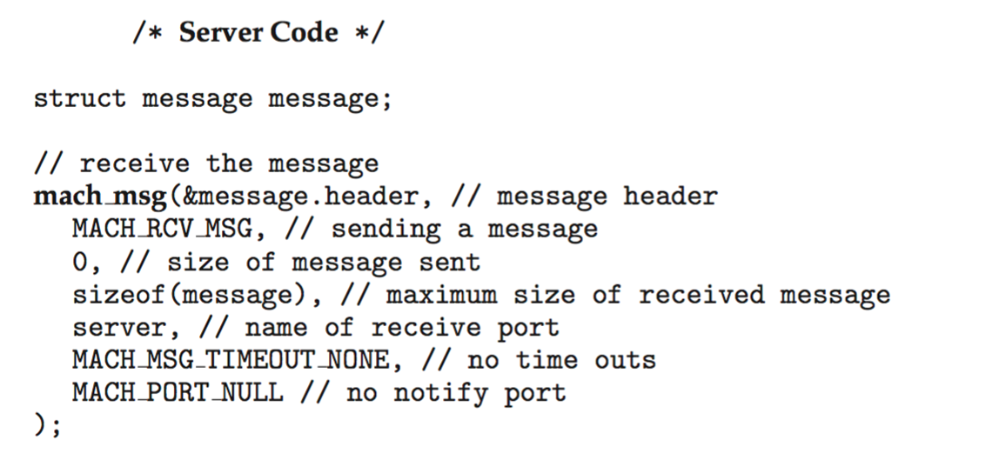 /* Server Code */
struct message message;
// receive the message
mach_msg(&message.header, // message header
MACH_RCV_MSG, // sending a message
0, // size of message sent
sizeof(message), // maximum size of received message
server, // name of receive port
MACH_MSG_TIMEOUT_NONE, // no time outs
MACH_PORT_NULL // no notify port
);